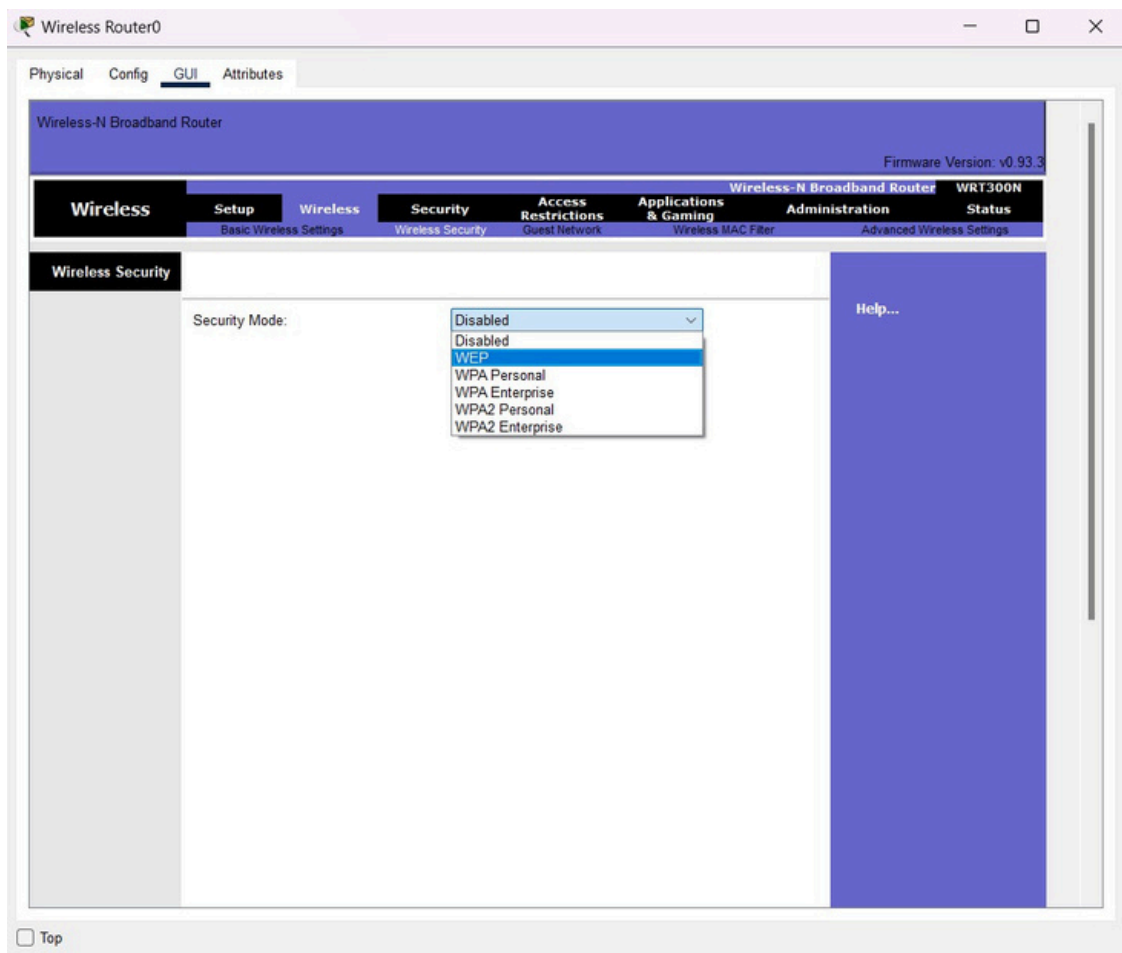 Wireless Router0
Physical Config GUI Attributes
Wireless-N Broadband Router
Firmware Version: v0.93.3
Wireless-N Broadband Router WRT300N
Wireless
Setup Wireless Security Access Restrictions Applications & Gaming Administration Status
Basic Wireless Settings Wireless Security Guest Network Wireless MAC Filter Advanced Wireless Settings
Wireless Security
Help...
Security Mode: Disabled
Disabled
WEP
WPA Personal
WPA Enterprise
WPA2 Personal
WPA2 Enterprise
Top